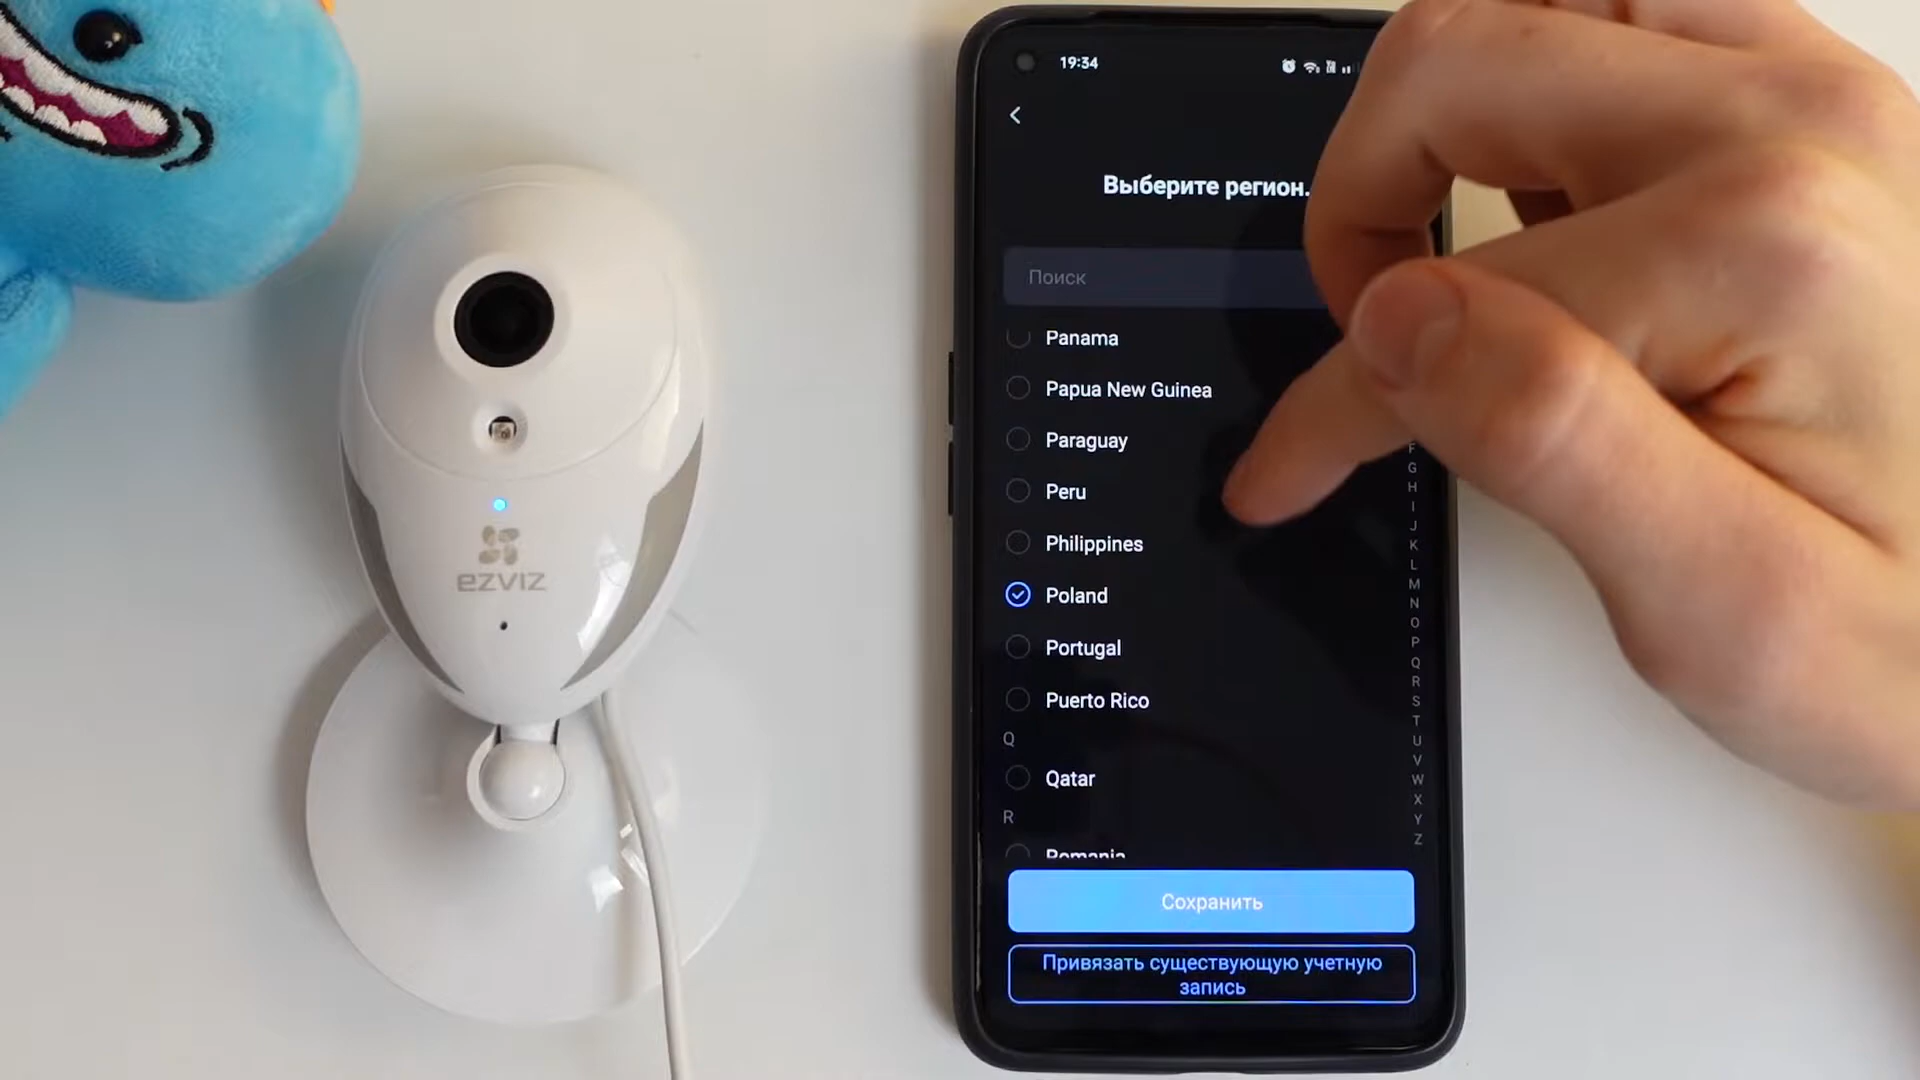 19:34
Выберите регион.
Поиск
Panama
Papua New Guinea
Paraguay
Peru
Philippines
Poland
Portugal
Puerto Rico
Q
Qatar
R
Romania
Сохранить
Привязать существующую учетную
запись
F
G
H
I
J
K
L
M
N
O
P
Q
R
S
T
U
V
W
X
Y
Z
ezviz